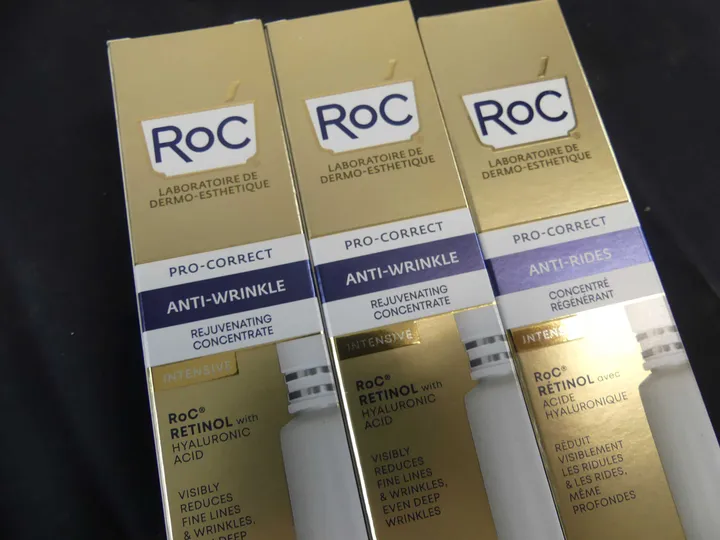 RoC®
LABORATOIRE DE
DERMO-ESTHETIQUE
PRO-CORRECT
ANTI-WRINKLE
REJUVENATING
CONCENTRATE
INTENSIVE
RoC®
RETINOL with
HYALURONIC
ACID
VISIBLY
REDUCES
FINE LINES
& WRINKLES,
EVEN DEEP
RoC®
LABORATOIRE DE
DERMO-ESTHETIQUE
PRO-CORRECT
ANTI-WRINKLE
REJUVENATING
CONCENTRATE
INTENSIVE
RoC®
RETINOL with
HYALURONIC
ACID
VISIBLY
REDUCES
FINE LINES
& WRINKLES,
EVEN DEEP
WRINKLES
RoC®
LABORATOIRE DE
DERMO-ESTHETIQUE
PRO-CORRECT
ANTI-RIDES
CONCENTRÉ
RÉGÉNÉRANT
RoC®
RÉTINOL avec
ACIDE
HYALURONIQUE
RÉDUIT
VISIBLEMENT
LES RIDULES
& LES RIDES,
MÊME
PROFONDES